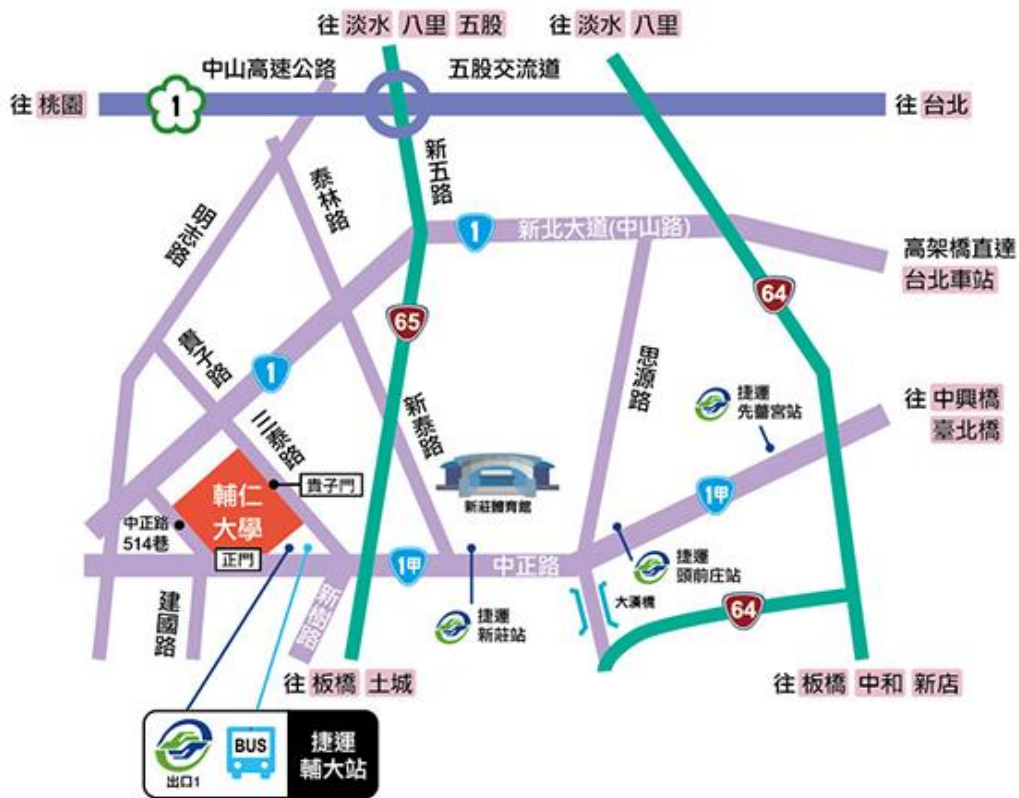 往 淡水 八里 五股
往 淡水 八里
中山高速公路
五股交流道
往 桃園
1
往 台北
新五路
泰林路
明志路
1
新北大道(中山路)
高架橋直達
台北車站
64
65
貴子路
1
思源路
捷運
先嗇宮站
往 中興橋
臺北橋
三泰路
新泰路
貴子門
輔仁
大學
新莊體育館
1甲
中正路
514巷
正門
1甲
中正路
捷運
頭前庄站
建國路
新樹路
捷運
新莊站
大漢橋
64
往 板橋 土城
往 板橋 中和 新店
BUS
捷運
輔大站
出口1